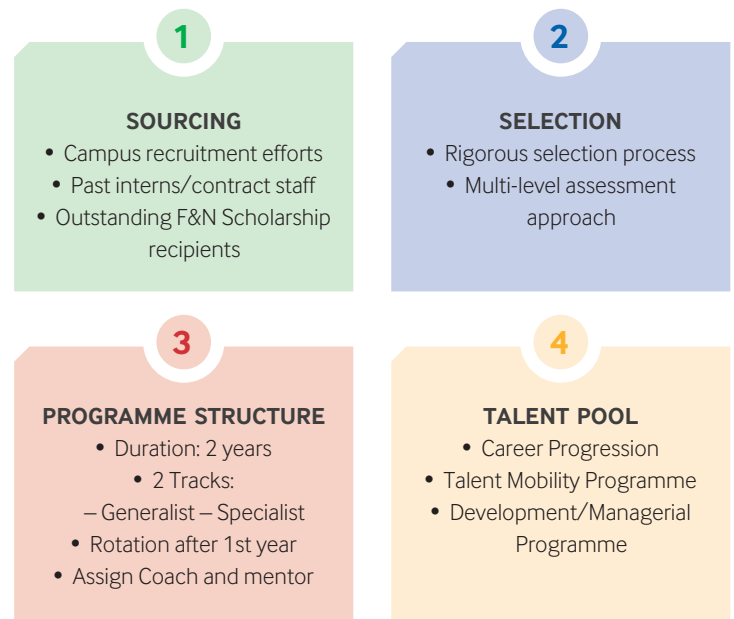 1
SOURCING
• Campus recruitment efforts
• Past interns/contract staff
• Outstanding F&N Scholarship
recipients
2
SELECTION
• Rigorous selection process
• Multi-level assessment
approach
3
PROGRAMME STRUCTURE
• Duration: 2 years
• 2 Tracks:
– Generalist – Specialist
• Rotation after 1st year
• Assign Coach and mentor
4
TALENT POOL
• Career Progression
• Talent Mobility Programme
• Development/Managerial
Programme